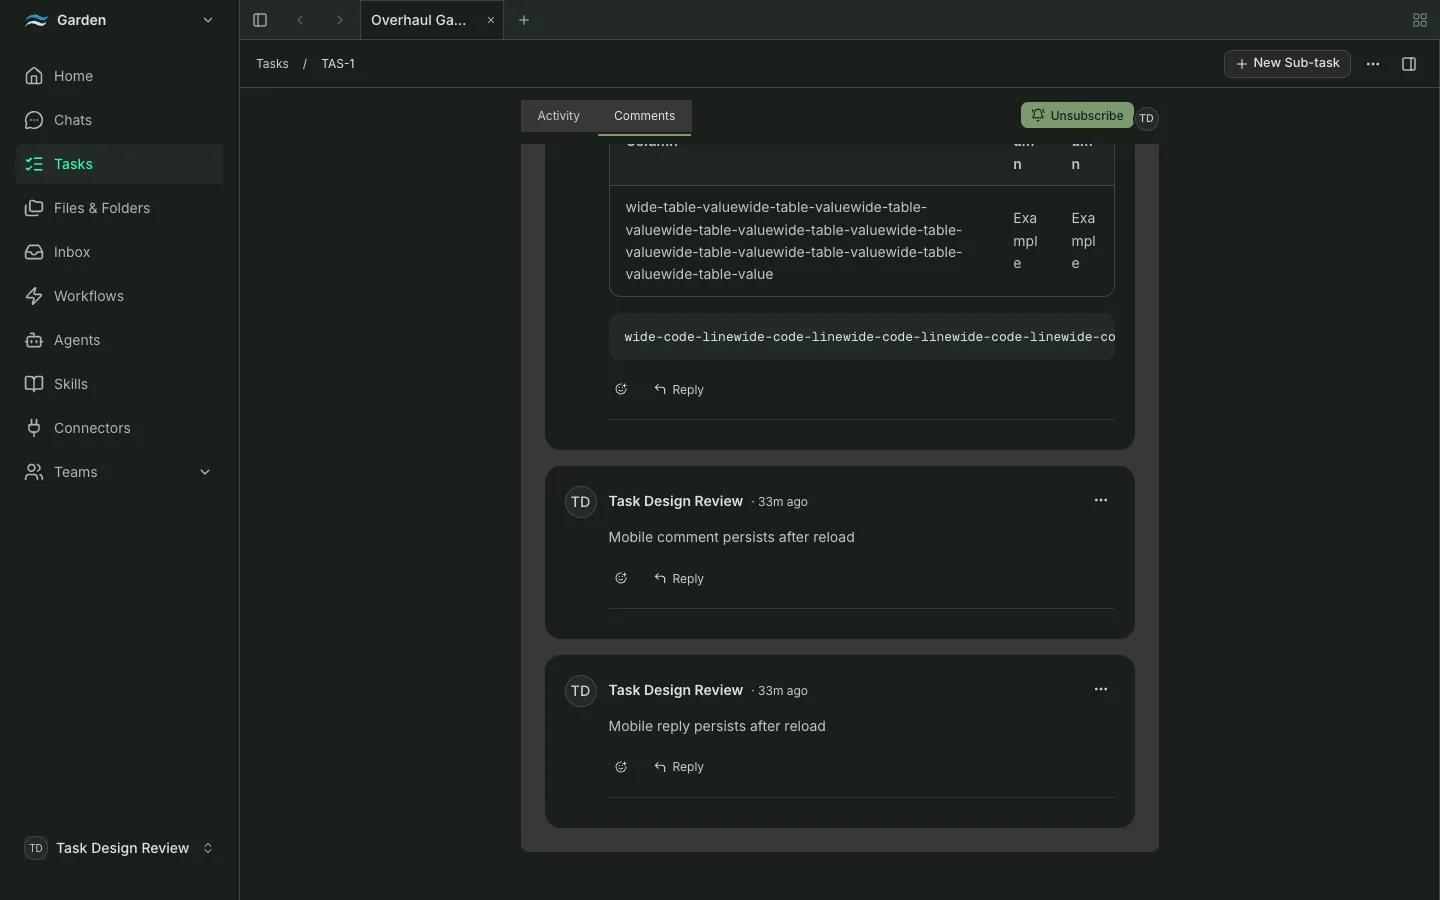 Garden
Overhaul Ga...
Home
Chats
Tasks
Files & Folders
Inbox
Workflows
Agents
Skills
Connectors
Teams
TD Task Design Review
Tasks / TAS-1
New Sub-task
Activity
Comments
Unsubscribe
TD
n
n
wide-table-valuewide-table-valuewide-table-
valuewide-table-valuewide-table-valuewide-table-
valuewide-table-valuewide-table-valuewide-table-
valuewide-table-value
Exa
mpl
e
Exa
mpl
e
wide-code-linewide-code-linewide-code-linewide-code-linewide-co
Reply
TD
Task Design Review · 33m ago
Mobile comment persists after reload
Reply
TD
Task Design Review · 33m ago
Mobile reply persists after reload
Reply